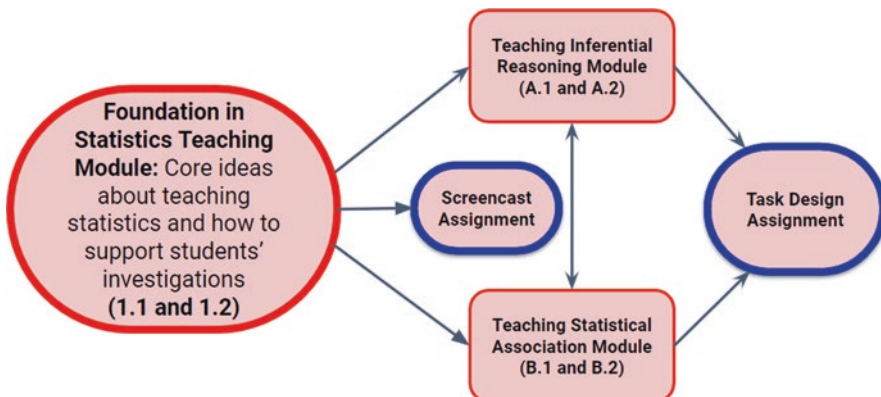 Foundation in
Statistics Teaching
Module: Core ideas
about teaching
statistics and how to
support students’
investigations
(1.1 and 1.2)
Teaching Inferential
Reasoning Module
(A.1 and A.2)
Screencast
Assignment
Teaching Statistical
Association Module
(B.1 and B.2)
Task Design
Assignment